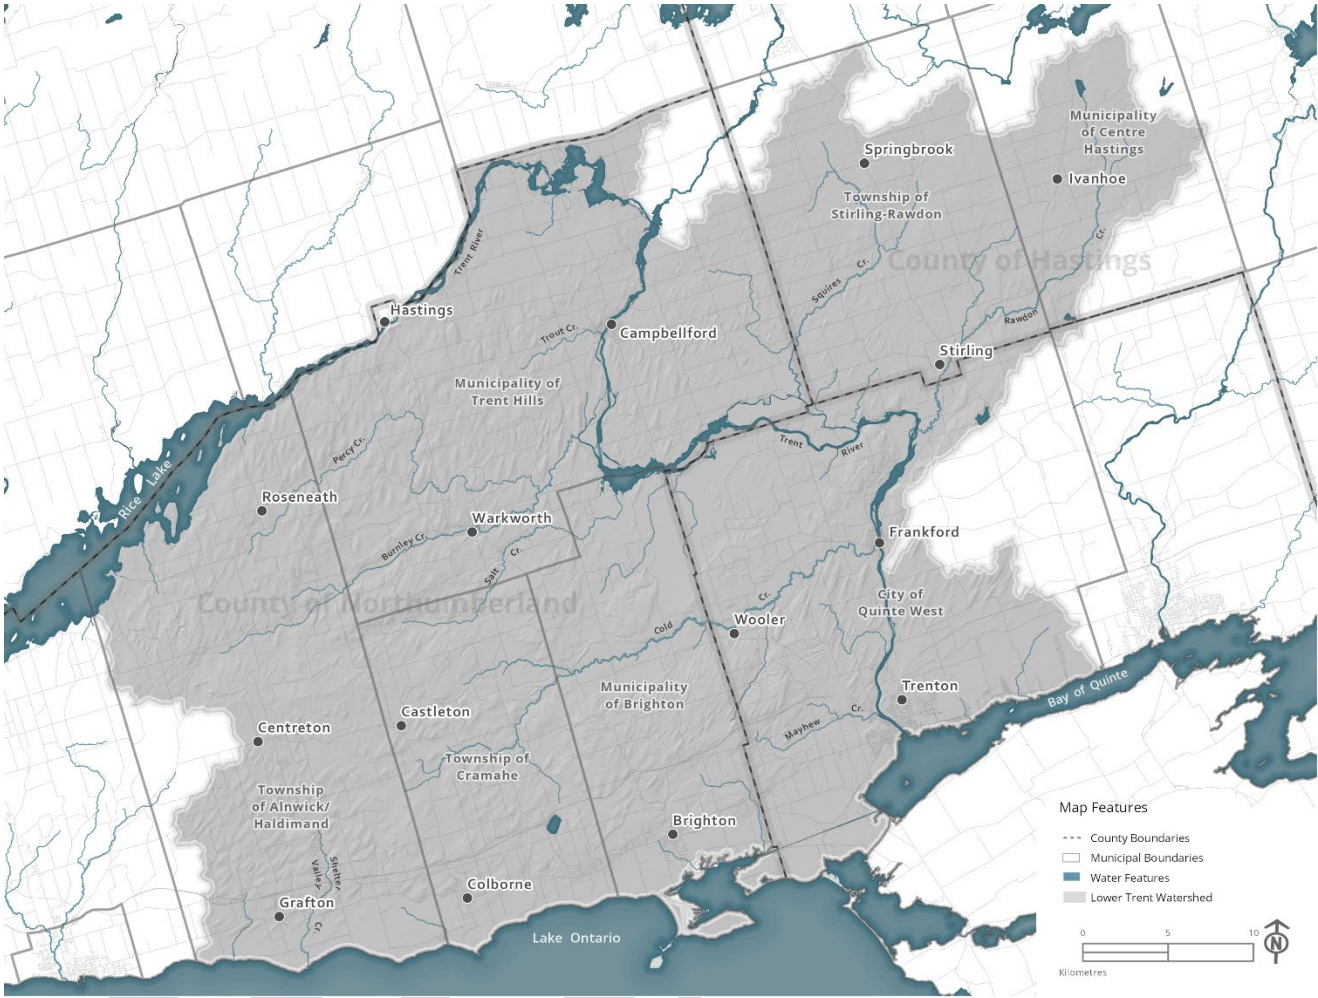 Municipality
of Centre
Hastings
Springbrook
Ivanhoe
Township of
Stirling-Rawdon
Cr.
County of Hastings
Trent River
Squires Cr.
Hastings
Rawdon
Trout Cr.
Campbellford
Stirling
Municipality of
Trent Hills
Percy Cr.
Trent River
Rice Lake
Roseneath
Warkworth
Frankford
Burnley Cr.
Salt Cr.
County of Northumberland
City of
Quinte West
Cr.
Wooler
Cold
Municipality
of Brighton
Trenton
Bay of Quinte
Castleton
Centreton
Mayhew Cr.
Township of
Cramahe
Township
of Alnwick/
Haldimand
Brighton
Shelter
Valley
Cr.
Colborne
Grafton
Lake Ontario
Map Features
County Boundaries
Municipal Boundaries
Water Features
Lower Trent Watershed
0 5 10
Kilometres
N